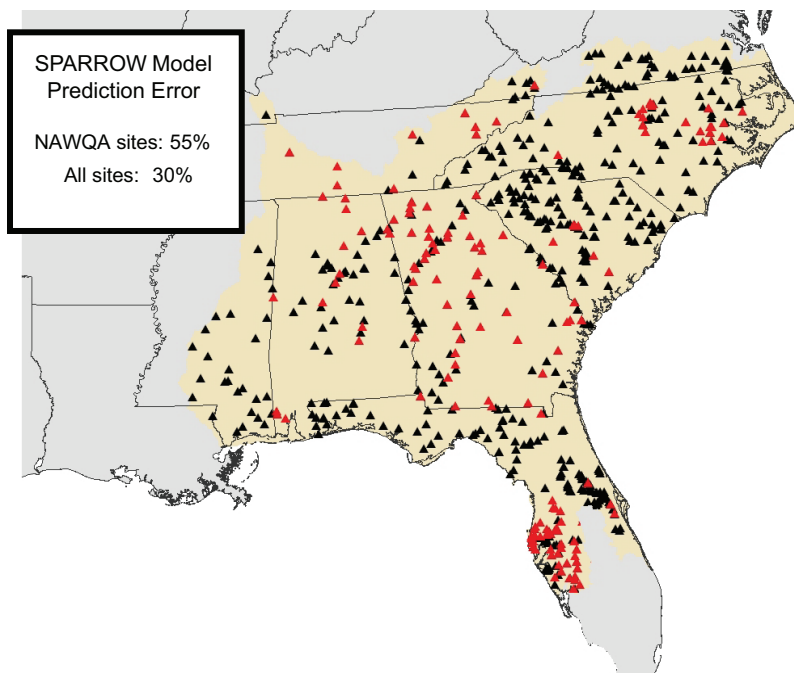 SPARROW Model
Prediction Error
NAWQA sites: 55%
All sites: 30%